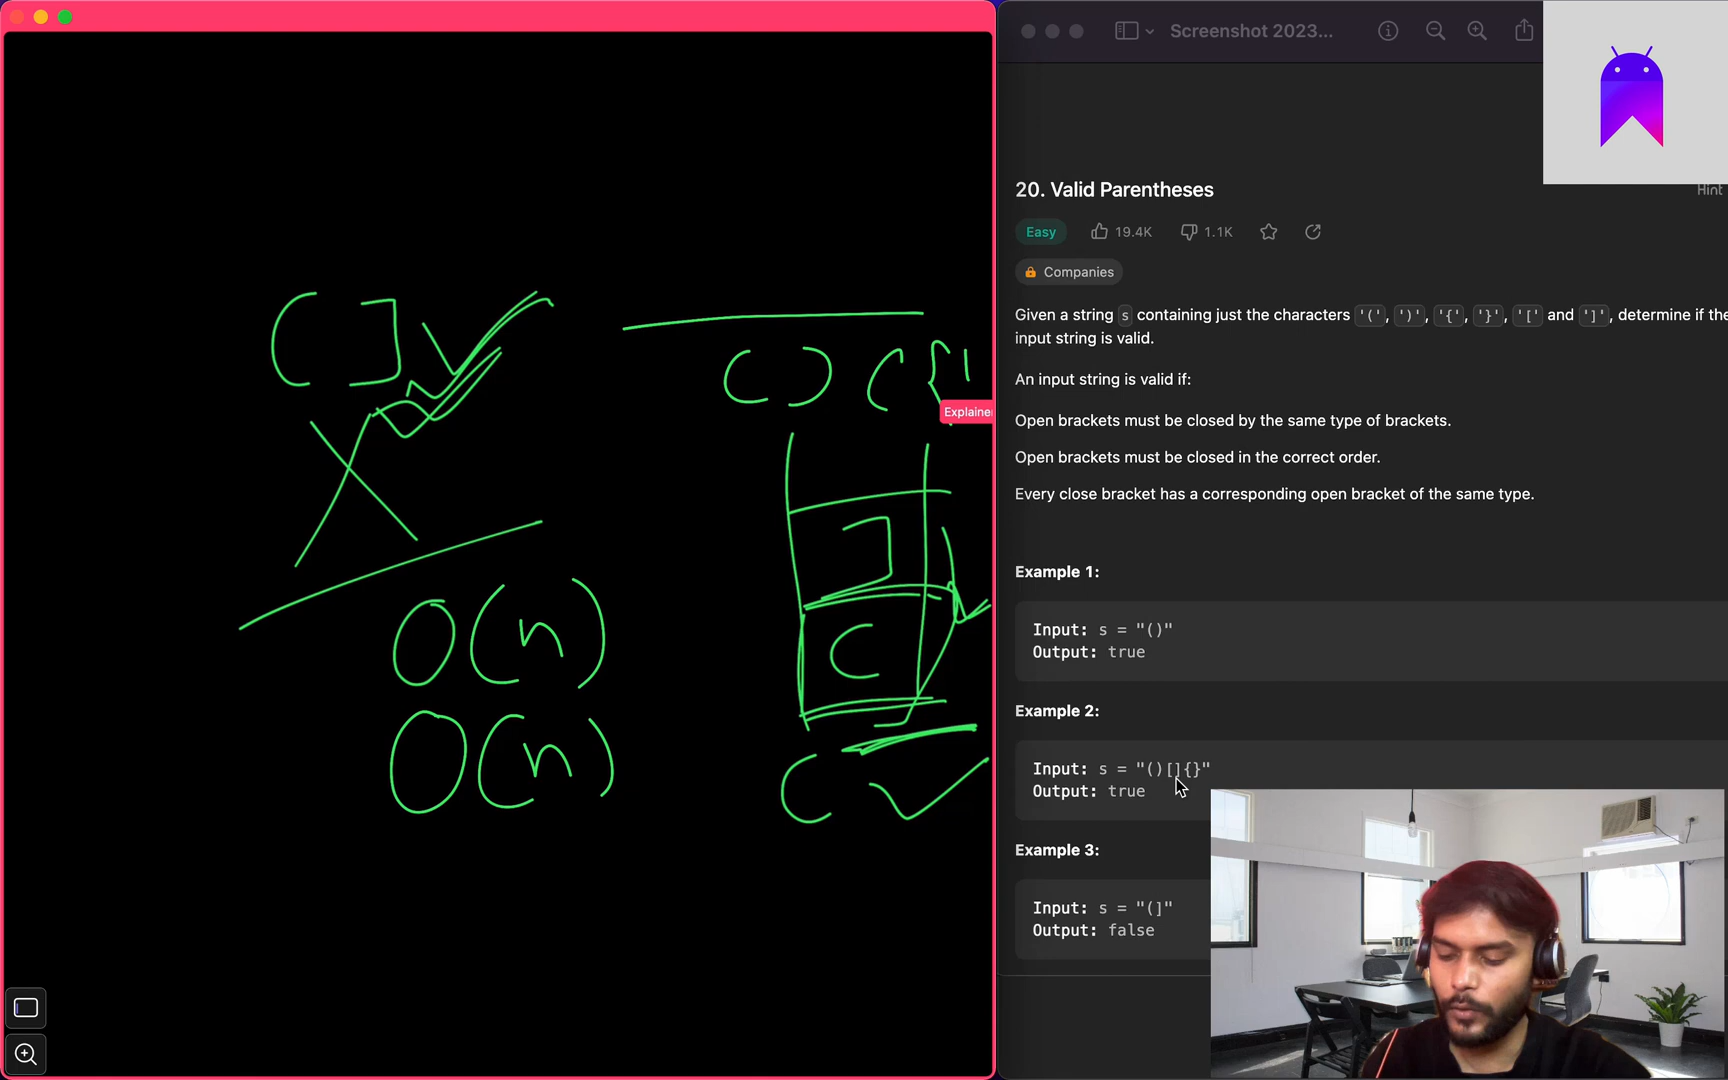 ( ] ✓
X
O(n)
O(n)
( ) ( {
Explainer
]
(
( ✓
Screenshot 2023...
20. Valid Parentheses
Hint
Easy 19.4K 1.1K
Companies
Given a string s containing just the characters '(', ')', '{', '}', '[' and ']', determine if the
input string is valid.
An input string is valid if:
Open brackets must be closed by the same type of brackets.
Open brackets must be closed in the correct order.
Every close bracket has a corresponding open bracket of the same type.
Example 1:
Input: s = "()"
Output: true
Example 2:
Input: s = "()[]{}"
Output: true
Example 3:
Input: s = "(]"
Output: false